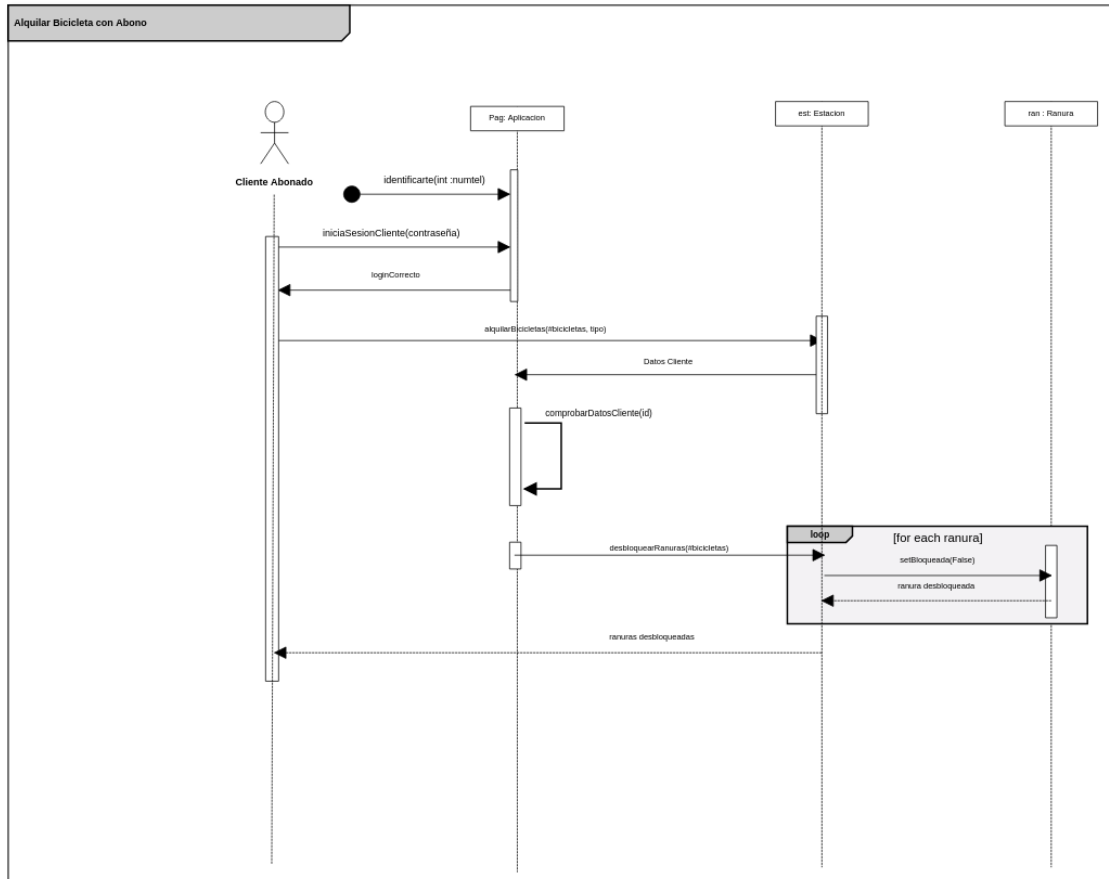 Alquilar Bicicleta con Abono
Pag: Aplicacion
est: Estacion
ran : Ranura
Cliente Abonado
identificarte(int :numtel)
iniciaSesionCliente(contraseña)
loginCorrecto
alquilarBicicletas(#bicicletas, tipo)
Datos Cliente
comprobarDatosCliente(id)
loop
[for each ranura]
desbloquearRanuras(#bicicletas)
setBloqueada(False)
ranura desbloqueada
ranuras desbloqueadas